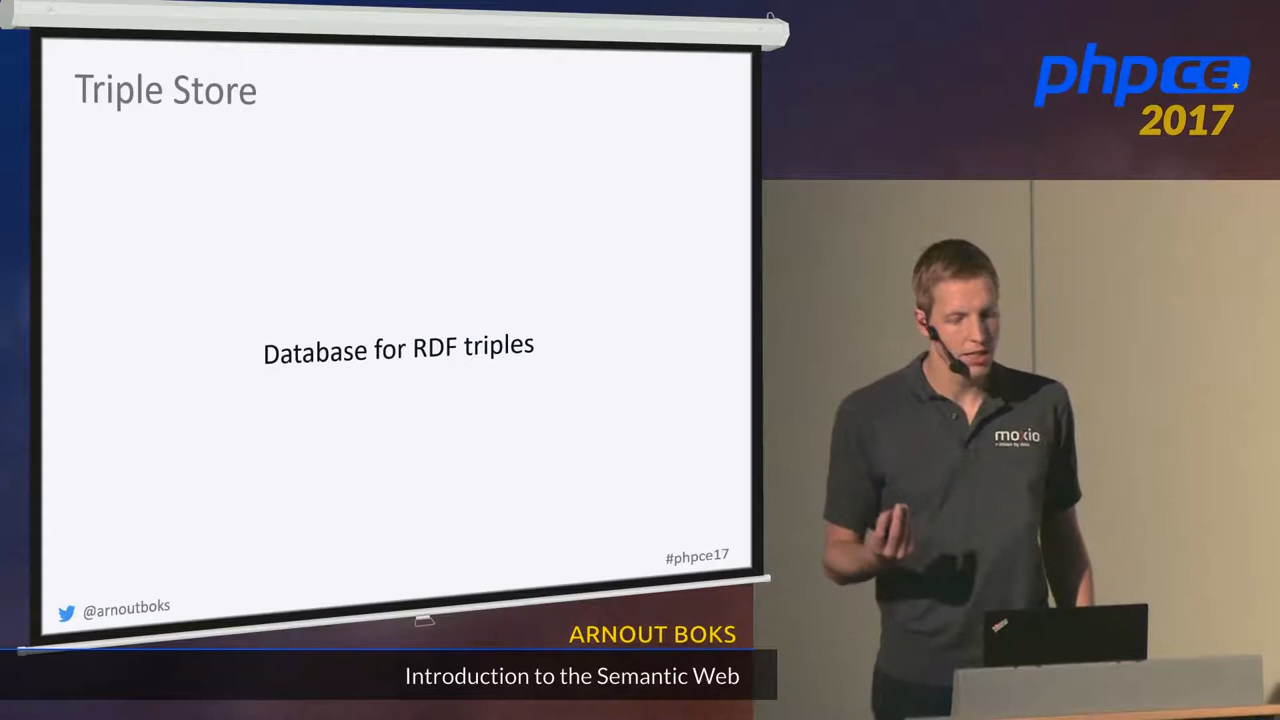 Triple Store
Database for RDF triples
#phpce17
@arnoutboks
ARNOUT BOKS
Introduction to the Semantic Web
phpCE
2017
moxio